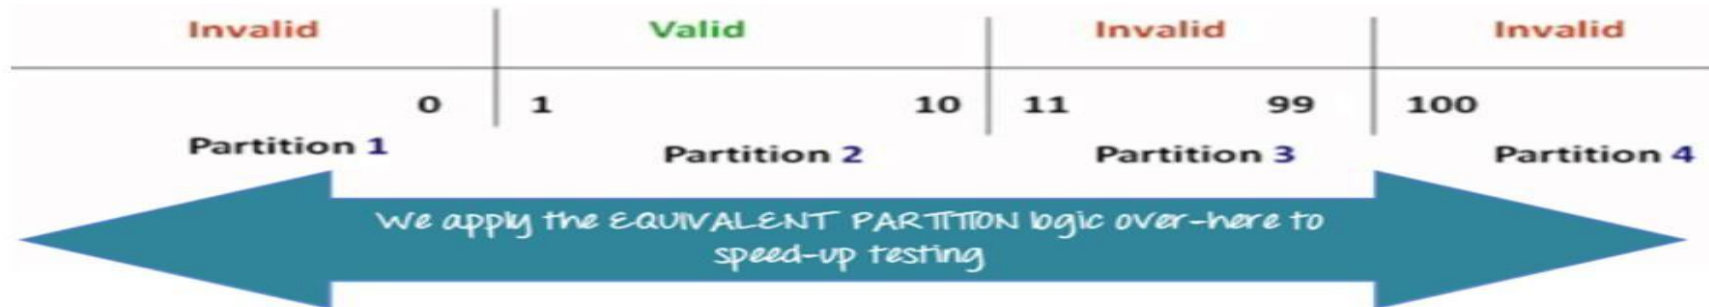 Invalid Valid Invalid Invalid
0 1 10 11 99 100
Partition 1 Partition 2 Partition 3 Partition 4
We apply the EQUIVALENT PARTITION logic over-here to
speed-up testing